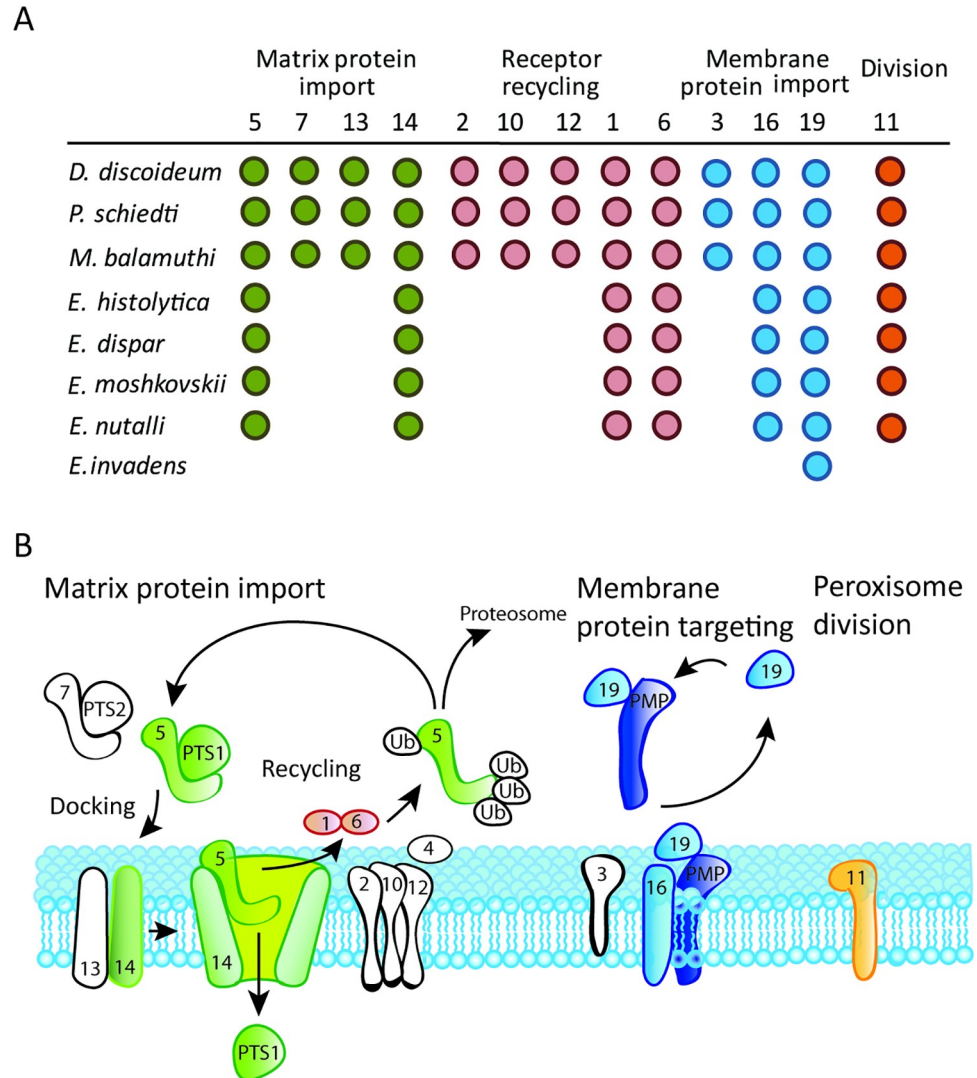 A
Matrix protein import
Receptor recycling
Membrane protein import
Division
5 7 13 14 2 10 12 1 6 3 16 19 11
D. discoideum
P. schiedti
M. balamuthi
E. histolytica
E. dispar
E. moshkovskii
E. nutalli
E.invadens
B
Matrix protein import
Membrane protein targeting
Peroxisome division
Proteosome
7
PTS2
5
PTS1
Docking
Recycling
1 6
Ub
5
Ub
Ub
Ub
19
PMP
19
13
14
5
14
PTS1
2
10
12
4
3
16
19
PMP
11